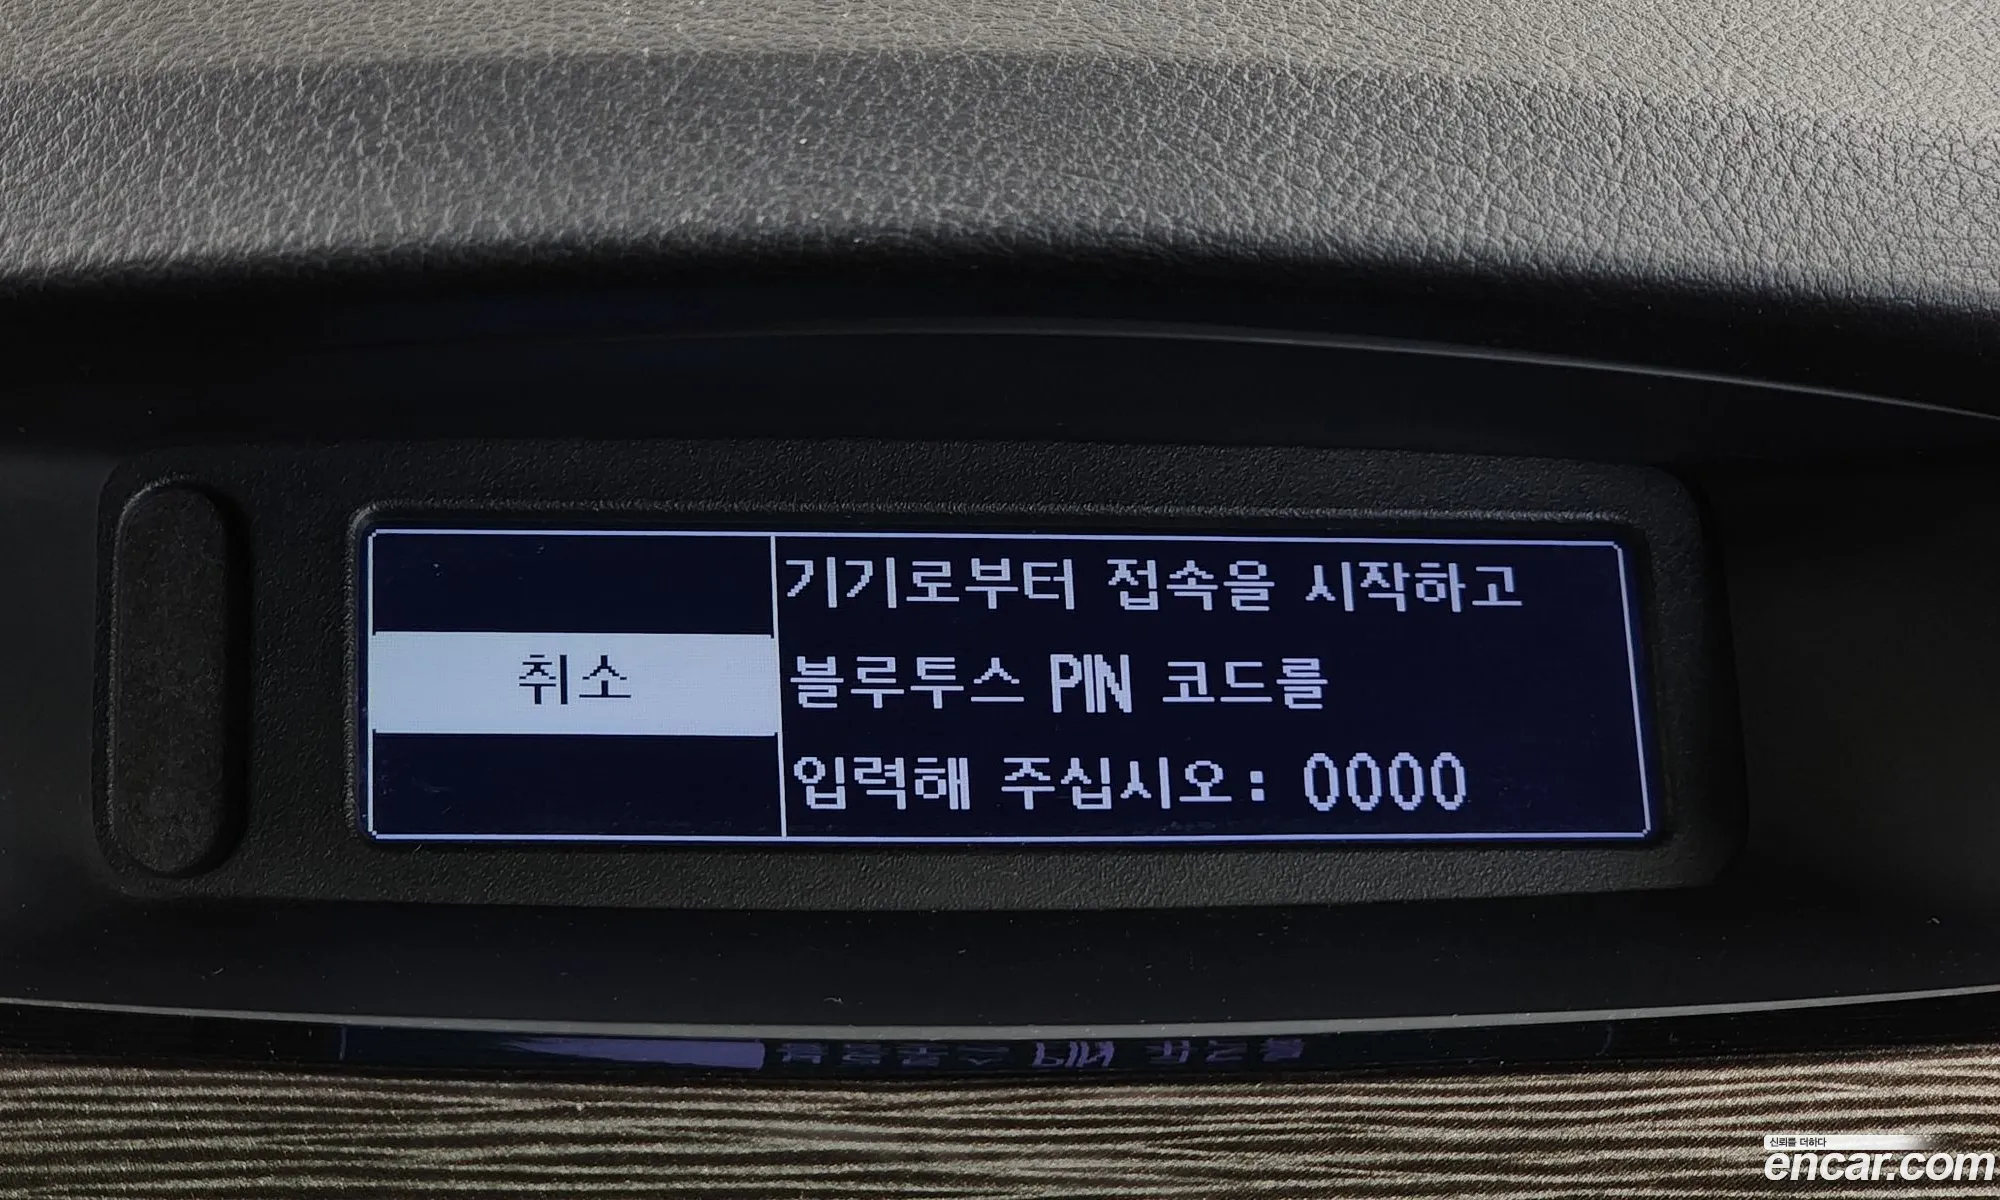 취소
기기로부터 접속을 시작하고
블루투스 PIN 코드를
입력해 주십시오: 0000
신뢰를 더하다
encar.com